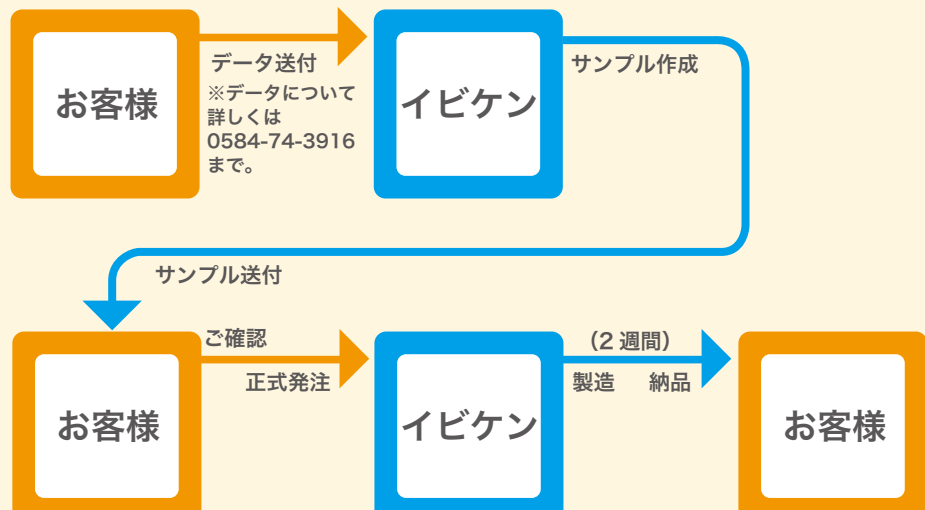 お客様
データ送付
※データについて
詳しくは
0584-74-3916
まで。
イビケン
サンプル作成
サンプル送付
お客様
ご確認
正式発注
イビケン
（2週間）
製造　納品
お客様